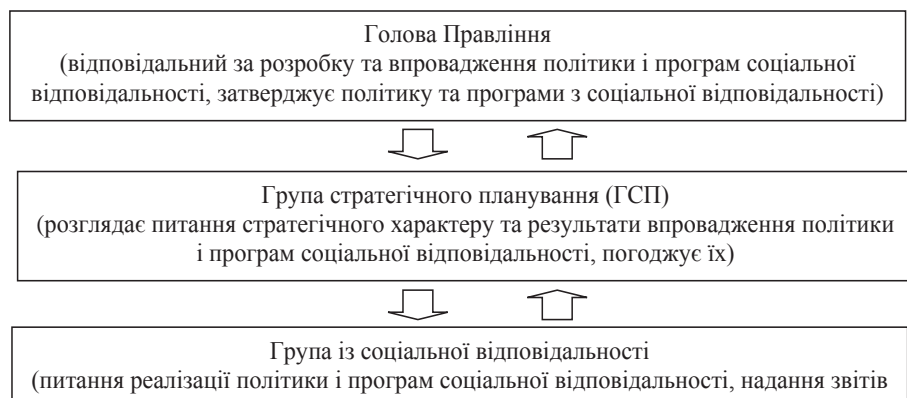 Голова Правління
(відповідальний за розробку та впровадження політики і програм соціальної
відповідальності, затверджує політику та програми з соціальної відповідальності)
Група стратегічного планування (ГСП)
(розглядає питання стратегічного характеру та результати впровадження політики
і програм соціальної відповідальності, погоджує їх)
Група із соціальної відповідальності
(питання реалізації політики і програм соціальної відповідальності, надання звітів